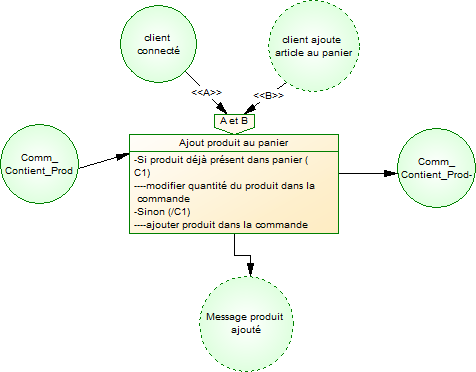 client
connecté
client ajoute
article au panier
<<A>>
<<B>>
A et B
Ajout produit au panier
-Si produit déjà présent dans panier (
C1)
----modifier quantité du produit dans la
commande
-Sinon (/C1)
----ajouter produit dans la commande
Comm_
Contient_Prod
Comm_
Contient_Prod-
Message produit
ajouté